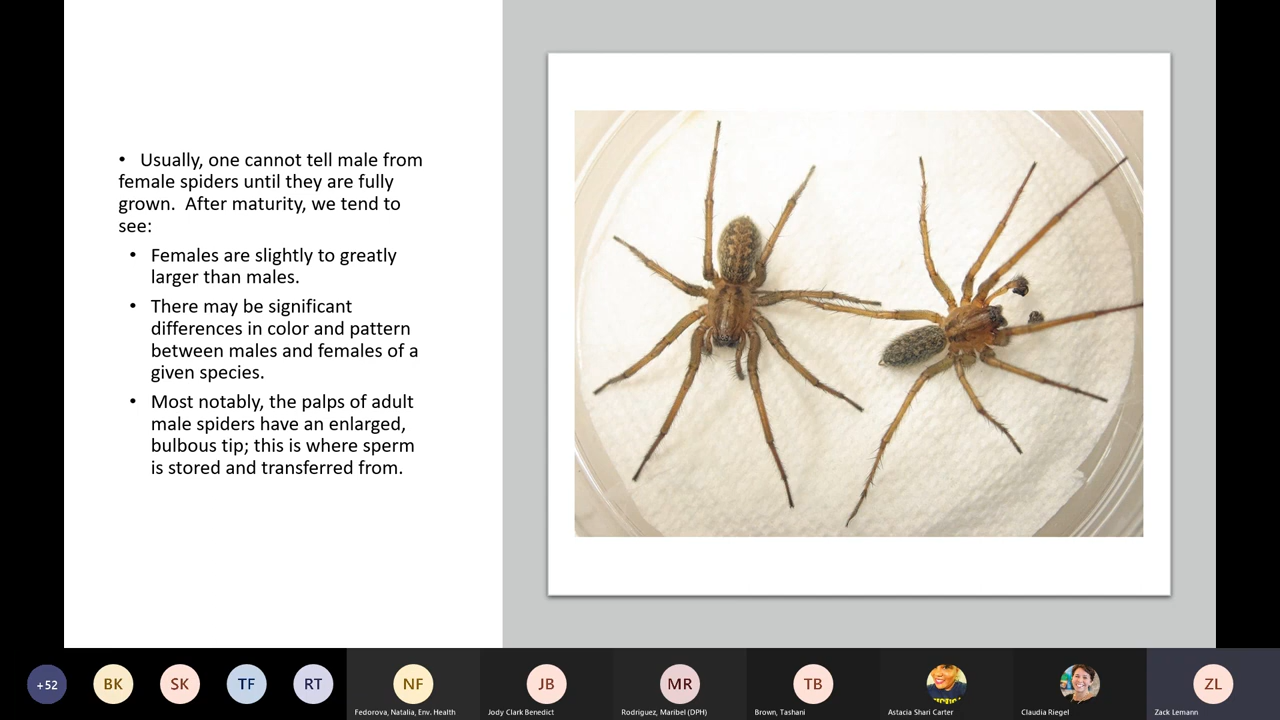 • Usually, one cannot tell male from
female spiders until they are fully
grown. After maturity, we tend to
see:
• Females are slightly to greatly
larger than males.
• There may be significant
differences in color and pattern
between males and females of a
given species.
• Most notably, the palps of adult
male spiders have an enlarged,
bulbous tip; this is where sperm
is stored and transferred from.
+52
BK
SK
TF
RT
NF
JB
MR
TB
ZL
Fedorova, Natalia, Env. Health
Jody Clark Benedict
Rodriguez, Maribel (DPH)
Brown, Tashani
Astacia Shari Carter
Claudia Riegel
Zack Lemann